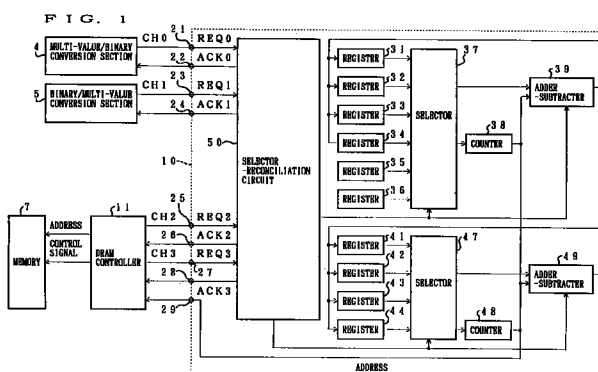 FIG. 1
4
MULTI-VALUE/BINARY
CONVERSION SECTION
CH0
21
REQ0
22
ACK0
5
BINARY/MULTI-VALUE
CONVERSION SECTION
CH1
23
REQ1
24
ACK1
50
10
SELECTOR
-RECONCILIATION
CIRCUIT
REGISTER
31
REGISTER
32
REGISTER
33
REGISTER
34
REGISTER
35
REGISTER
36
37
SELECTOR
38
COUNTER
39
ADDER
-SUBTRACTER
7
MEMORY
ADDRESS
CONTROL
SIGNAL
11
DRAM
CONTROLLER
CH2
25
REQ2
26
ACK2
CH3
REQ3
27
28
ACK3
29
REGISTER
41
REGISTER
42
REGISTER
43
REGISTER
44
47
SELECTOR
48
COUNTER
49
ADDER
-SUBTRACTER
ADDRESS